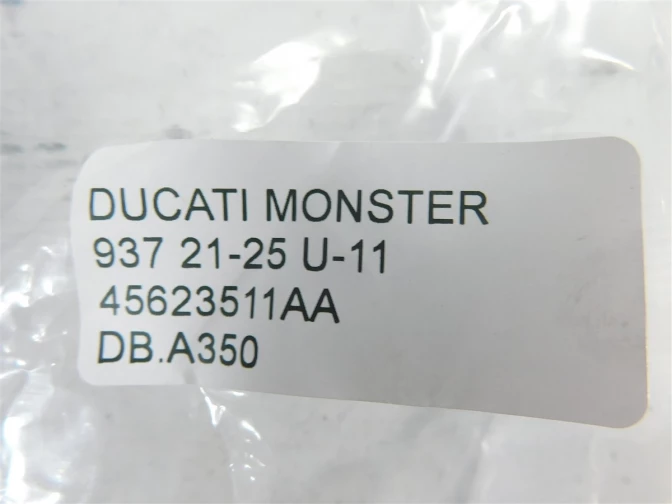 DUCATI MONSTER
937 21-25 U-11
45623511AA
DB.A350